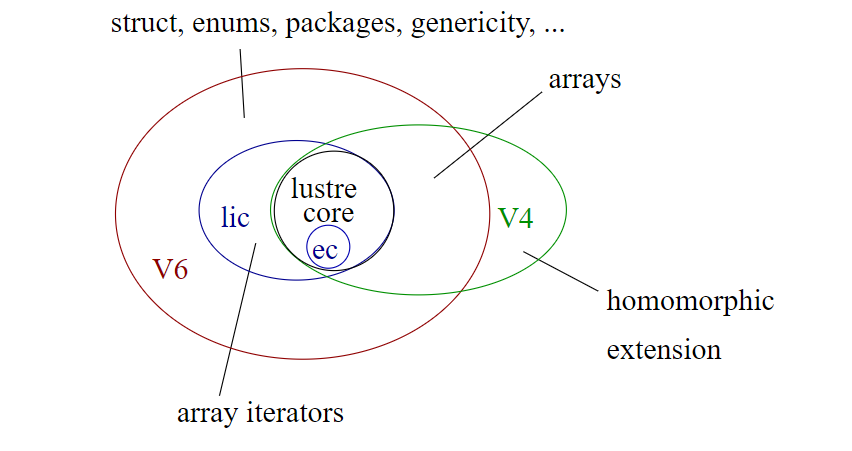 struct, enums, packages, genericity, ...
arrays
lustre
core
lic
V4
ec
V6
homomorphic
extension
array iterators